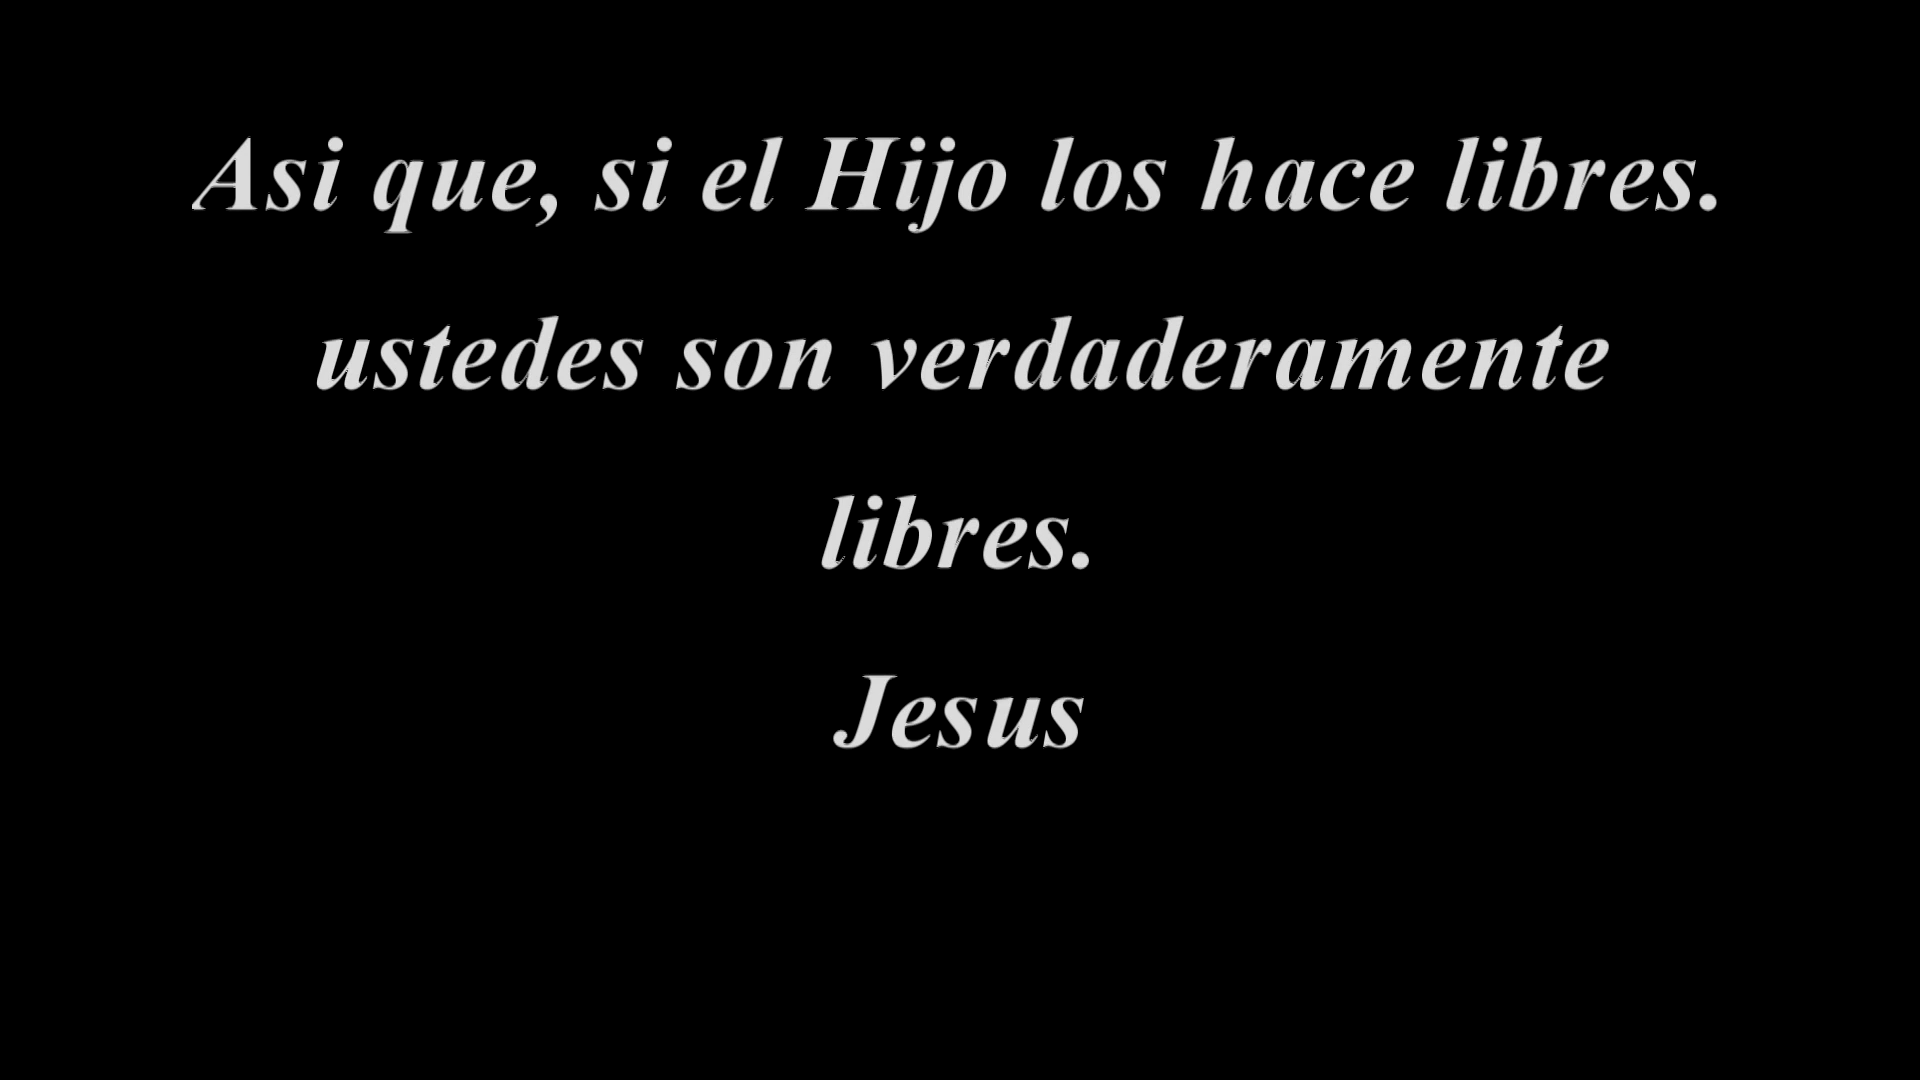 Asi que, si el Hijo los hace libres.
ustedes son verdaderamente
libres.
Jesus